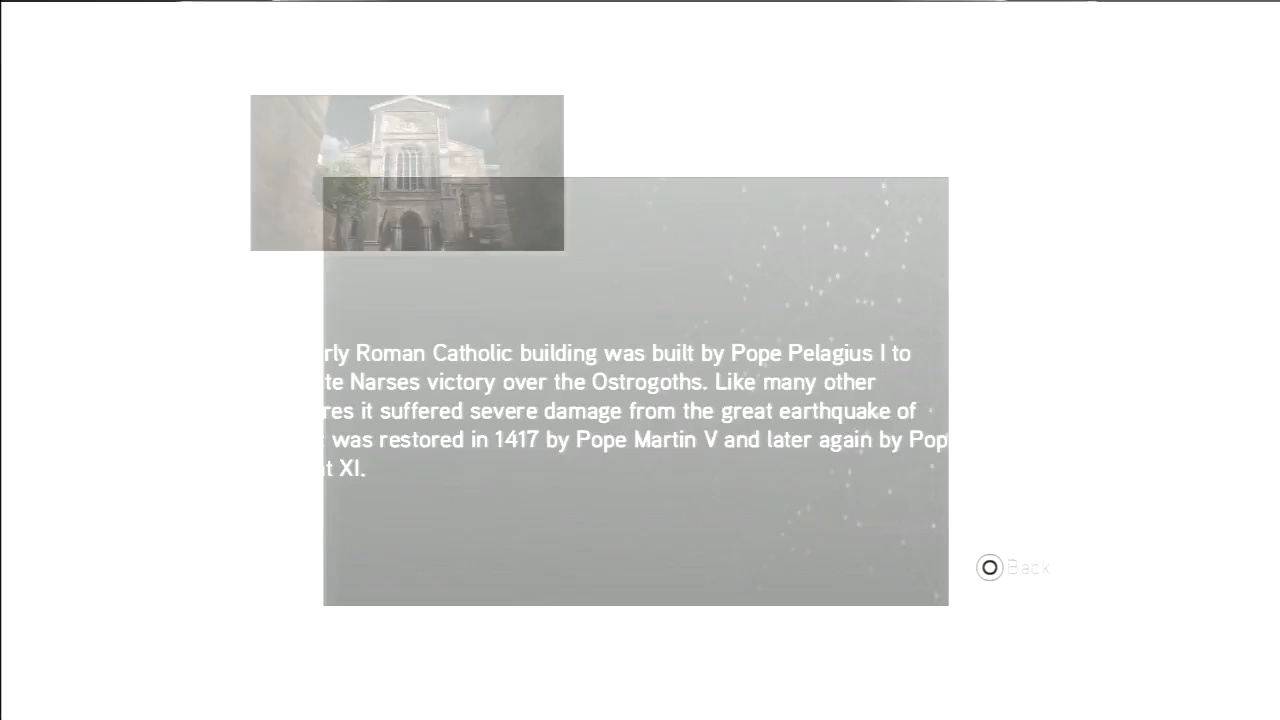 rly Roman Catholic building was built by Pope Pelagius I to
te Narses victory over the Ostrogoths. Like many other
res it suffered severe damage from the great earthquake of
was restored in 1417 by Pope Martin V and later again by Pop
t XI.
Back